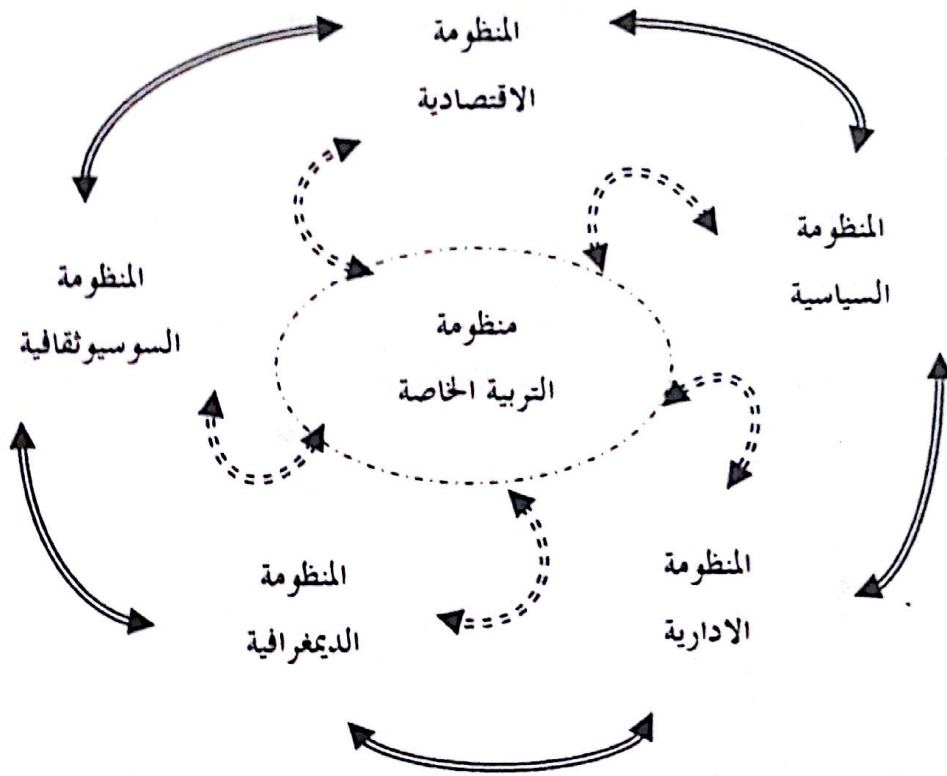 المنظومة
الاقتصادية
المنظومة
السياسية
المنظومة
السوسيوثقافية
منظومة
التربية الخاصة
المنظومة
الادارية
المنظومة
الديمغرافية